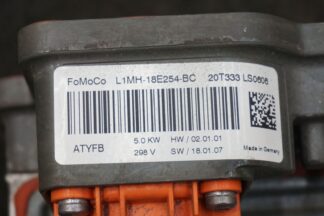 FoMoCo L1MH-18E254-BC 20T333 LS0606
ATYFB
5.0 KW HW / 02.01.01
298 V SW / 18.01.07
Made in Germany